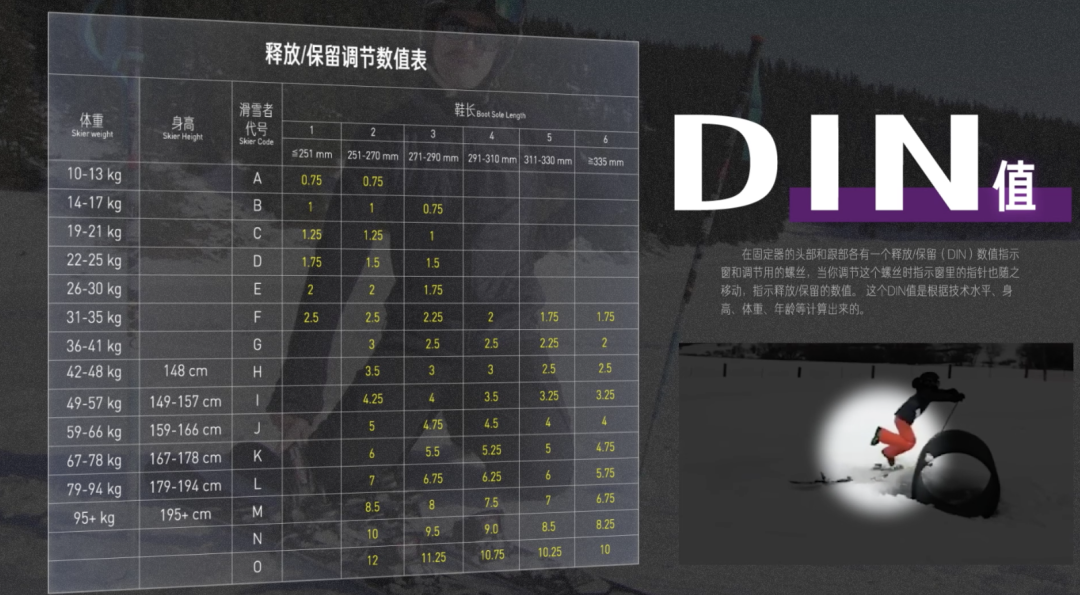 释放/保留调节数值表
体重 身高 滑雪者代号 鞋长 Boot Sole Length
Skier weight Skier Height Skier Code
1 2 3 4 5 6
≦251 mm 251-270 mm 271-290 mm 291-310 mm 311-330 mm ≧335 mm
10-13 kg A 0.75 0.75
14-17 kg B 1 1 0.75
19-21 kg C 1.25 1.25 1
22-25 kg D 1.75 1.5 1.5
26-30 kg E 2 2 1.75
31-35 kg F 2.5 2.5 2.25 2 1.75 1.75
36-41 kg G 3 2.5 2.5 2.25 2
42-48 kg 148 cm H 3.5 3 3 2.5 2.5
49-57 kg 149-157 cm I 4.25 4 3.5 3.25 3.25
59-66 kg 159-166 cm J 5 4.75 4.5 4 4
67-78 kg 167-178 cm K 6 5.5 5.25 5 4.75
79-94 kg 179-194 cm L 7 6.75 6.25 6 5.75
95+ kg 195+ cm M 8.5 8 7.5 7 6.75
N 10 9.5 9.0 8.5 8.25
O 12 11.25 10.75 10.25 10
DIN值
在固定器的头部和跟部各有一个释放/保留（DIN）数值指示
窗和调节用的螺丝，当你调节这个螺丝时指示窗里的指针也随之
移动，指示释放/保留的数值。 这个DIN值是根据技术水平、身
高、体重、年龄等计算出来的。